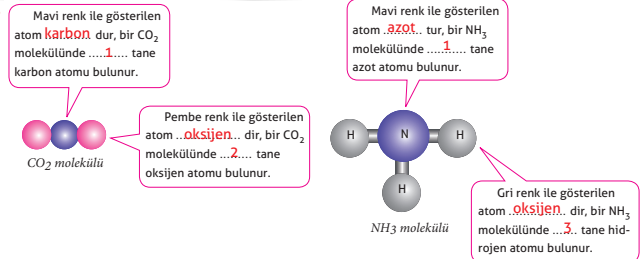 Mavi renk ile gösterilen
atom karbon dur, bir CO₂
molekülünde .....1..... tane
karbon atomu bulunur.
Pembe renk ile gösterilen
atom ..oksijen... dir, bir CO₂
molekülünde ...2..... tane
oksijen atomu bulunur.
CO2 molekülü
Mavi renk ile gösterilen
atom ..azot.. tur, bir NH₃
molekülünde ....1.... tane
azot atomu bulunur.
H N H
H
NH3 molekülü
Gri renk ile gösterilen
atom oksijen dir, bir NH₃
molekülünde ...3.. tane hid-
rojen atomu bulunur.